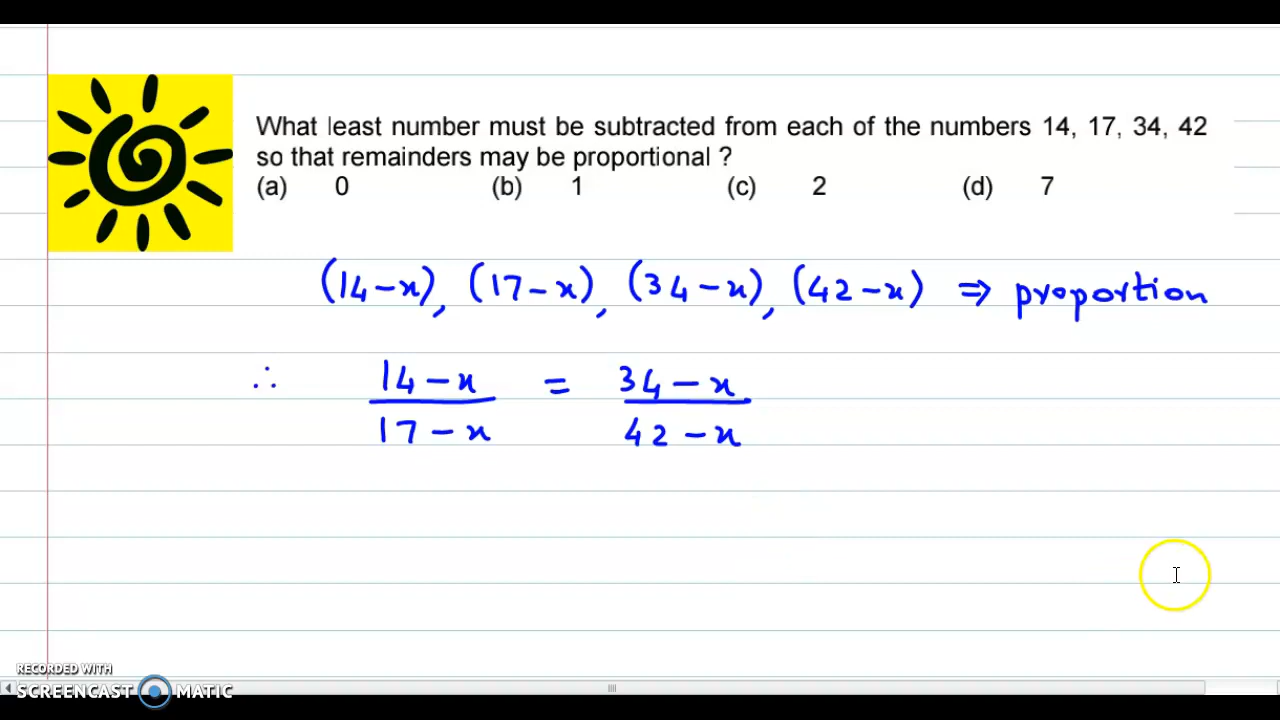 What least number must be subtracted from each of the numbers 14, 17, 34, 42
so that remainders may be proportional ?
(a) 0 (b) 1 (c) 2 (d) 7
(14-x), (17-x), (34-x), (42-x) ⇒ proportion
∴ 14-x / 17-x = 34-x / 42-x
RECORDED WITH
SCREENCAST MATIC